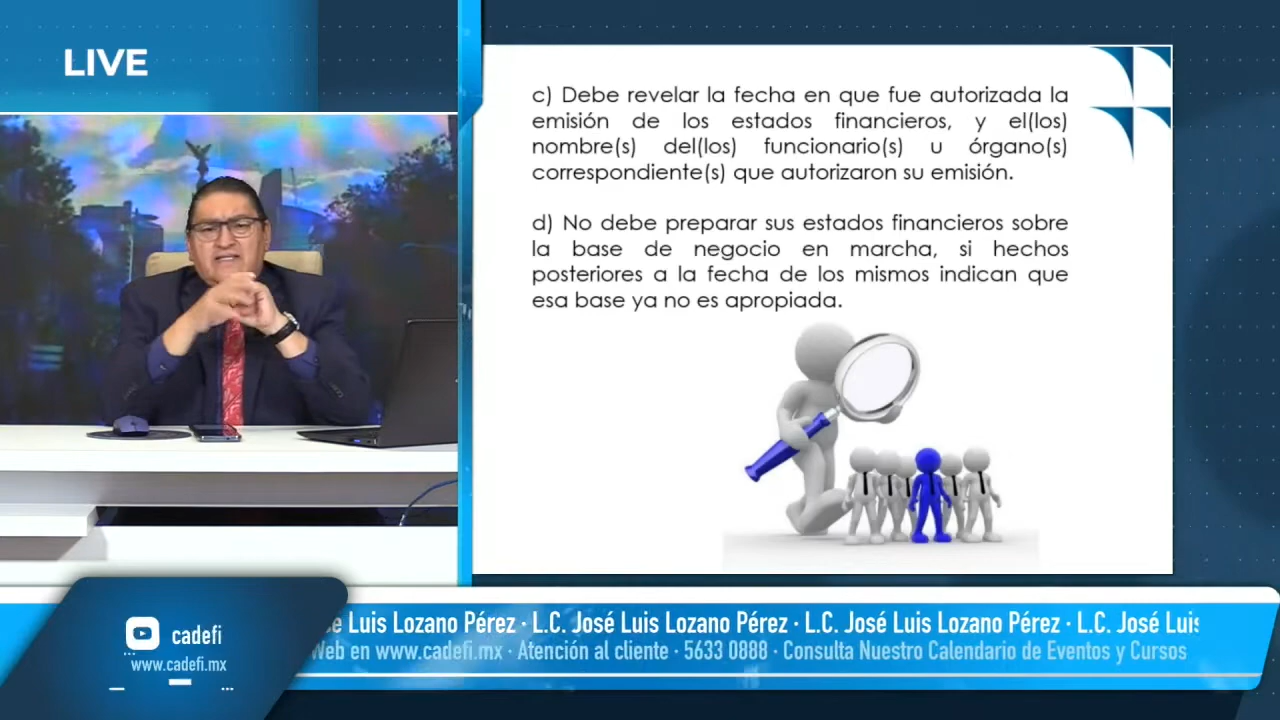 LIVE
c) Debe revelar la fecha en que fue autorizada la
emisión de los estados financieros, y el(los)
nombre(s) del(los) funcionario(s) u órgano(s)
correspondiente(s) que autorizaron su emisión.
d) No debe preparar sus estados financieros sobre
la base de negocio en marcha, si hechos
posteriores a la fecha de los mismos indican que
esa base ya no es apropiada.
cadefi
www.cadefi.mx
Luis Lozano Pérez · L.C. José Luis Lozano Pérez · L.C. José Luis Lozano Pérez · L.C. José Luis
Web en www.cadefi.mx · Atención al cliente · 5633 0888 · Consulta Nuestro Calendario de Eventos y Cursos